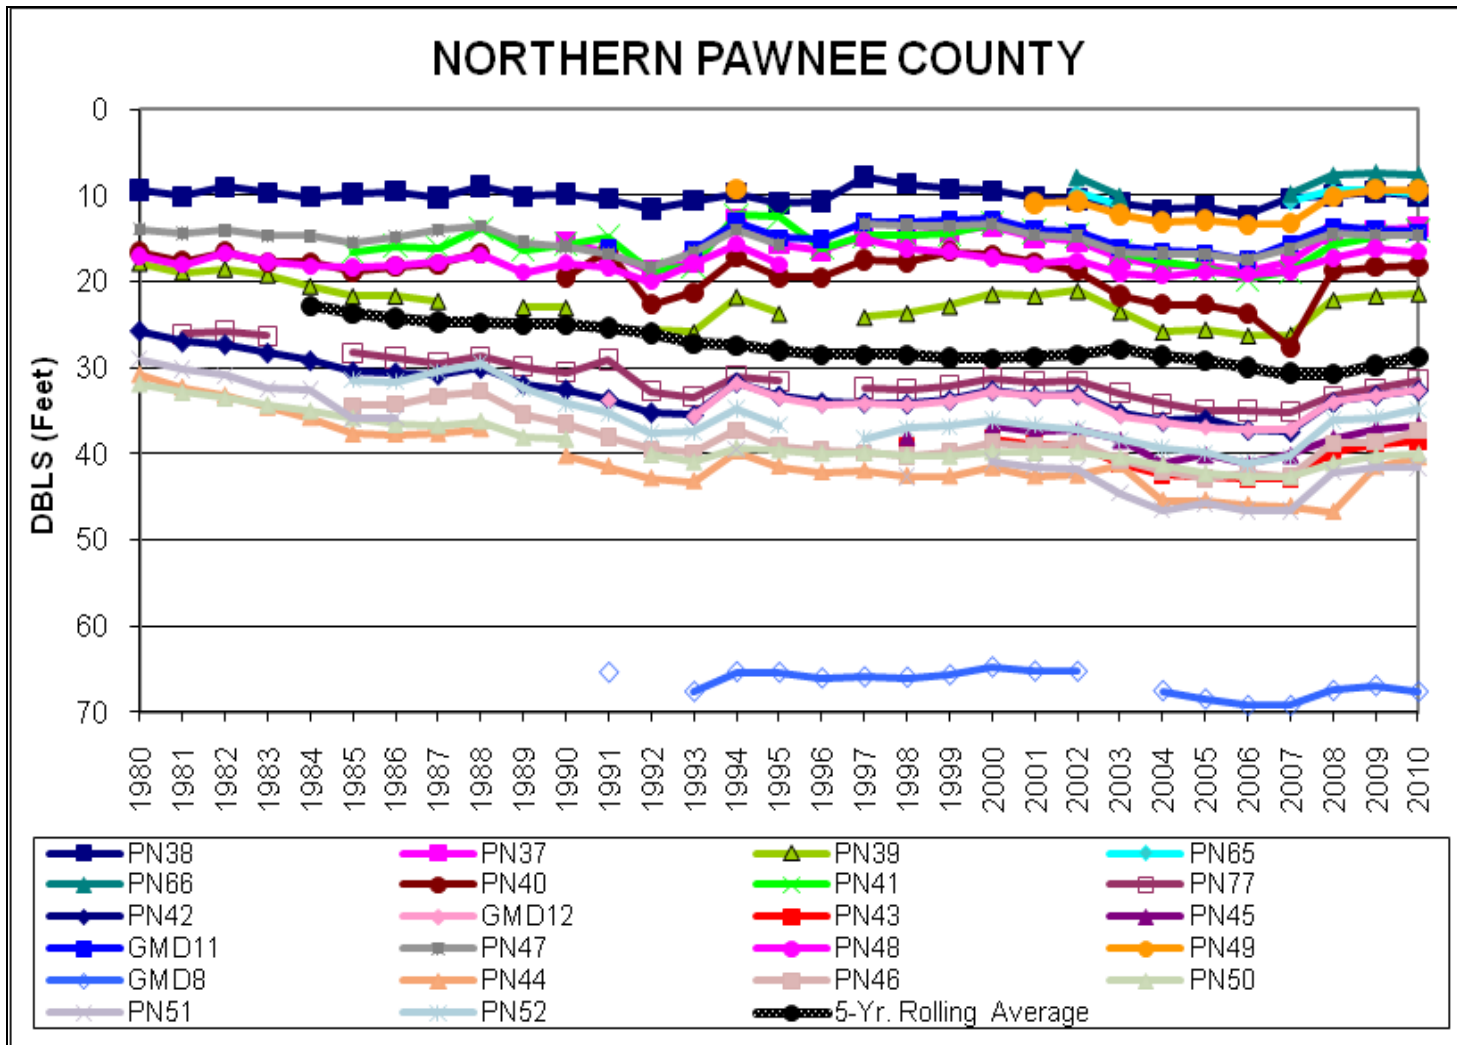 NORTHERN PAWNEE COUNTY
DBLS (Feet)
0
10
20
30
40
50
60
70
1980 1981 1982 1983 1984 1985 1986 1987 1988 1989 1990 1991 1992 1993 1994 1995 1996 1997 1998 1999 2000 2001 2002 2003 2004 2005 2006 2007 2008 2009 2010
PN38 PN37 PN39 PN65
PN66 PN40 PN41 PN77
PN42 GMD12 PN43 PN45
GMD11 PN47 PN48 PN49
GMD8 PN44 PN46 PN50
PN51 PN52 5-Yr. Rolling Average